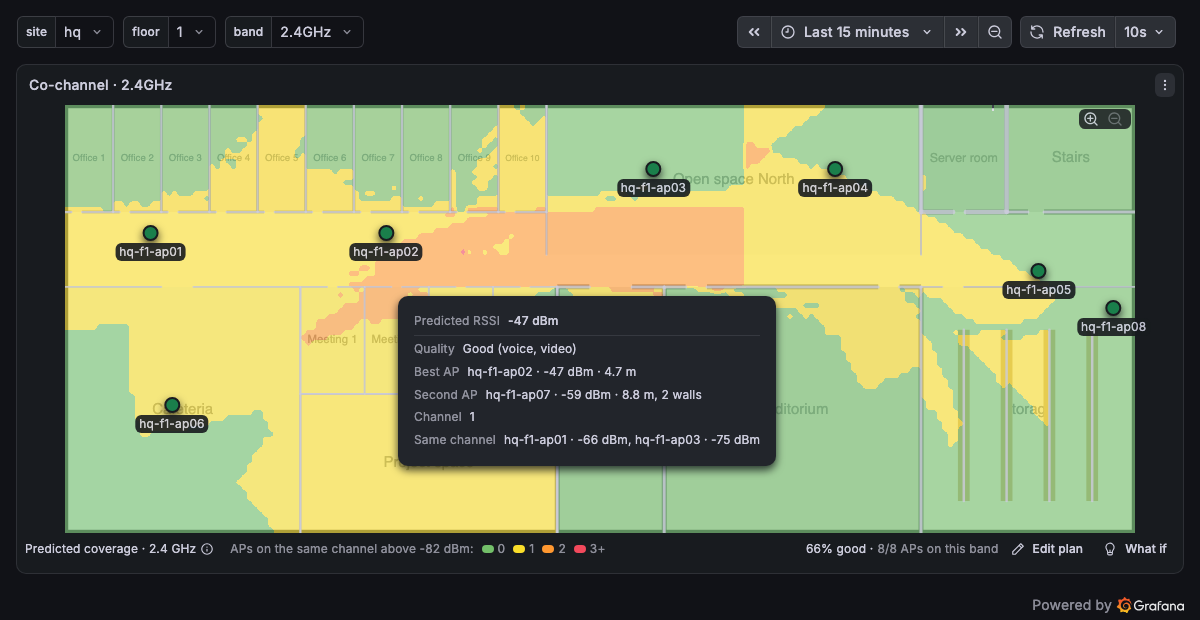 site hq floor 1 band 2.4GHz Last 15 minutes Refresh 10s
Co-channel · 2.4GHz
Office 1 Office 2 Office 3 Office 4 Office 5 Office 6 Office 7 Office 8 Office 9 Office 10 Server room Stairs
Open space North
hq-f1-ap03 hq-f1-ap04
hq-f1-ap01 hq-f1-ap02
hq-f1-ap05
hq-f1-ap08
Meeting 1
Predicted RSSI -47 dBm
Quality Good (voice, video)
Best AP hq-f1-ap02 · -47 dBm · 4.7 m
Second AP hq-f1-ap07 · -59 dBm · 8.8 m, 2 walls
Channel 1
Same channel hq-f1-ap01 · -66 dBm, hq-f1-ap03 · -75 dBm
hq-f1-ap06
Predicted coverage · 2.4 GHz APs on the same channel above -82 dBm: 0 1 2 3+ 66% good · 8/8 APs on this band Edit plan What if
Powered by Grafana